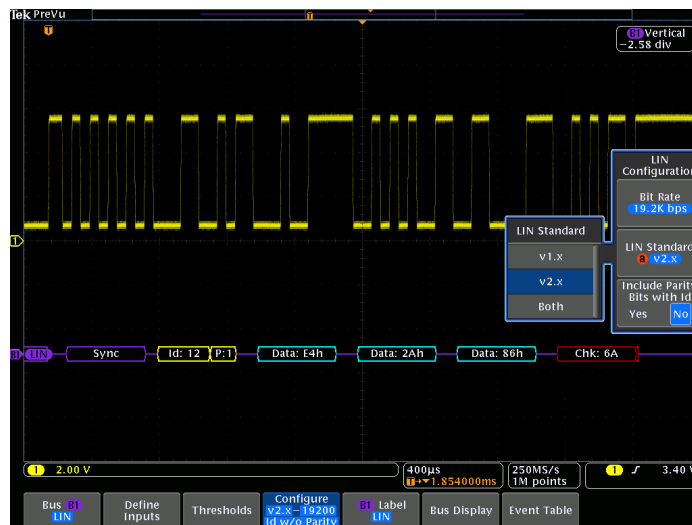 Tek PreVu
T
T
B1 Vertical
-2.58 div
LIN
Configuration
Bit Rate
19.2K bps
LIN Standard
v1.x
v2.x
Both
LIN Standard
a v2.x
Include Parity
Bits with Id
Yes No
1
B1 LIN Sync Id: 12 P:1 Data: E4h Data: 2Ah Data: 86h Chk: 6A
1 2.00 V
400µs
T→▼1.854000ms
250MS/s
1M points
1 3.40 V
Bus B1
LIN
Define
Inputs
Thresholds
Configure
v2.x-19200
Id w/o Parity
B1 Label
LIN
Bus Display
Event Table